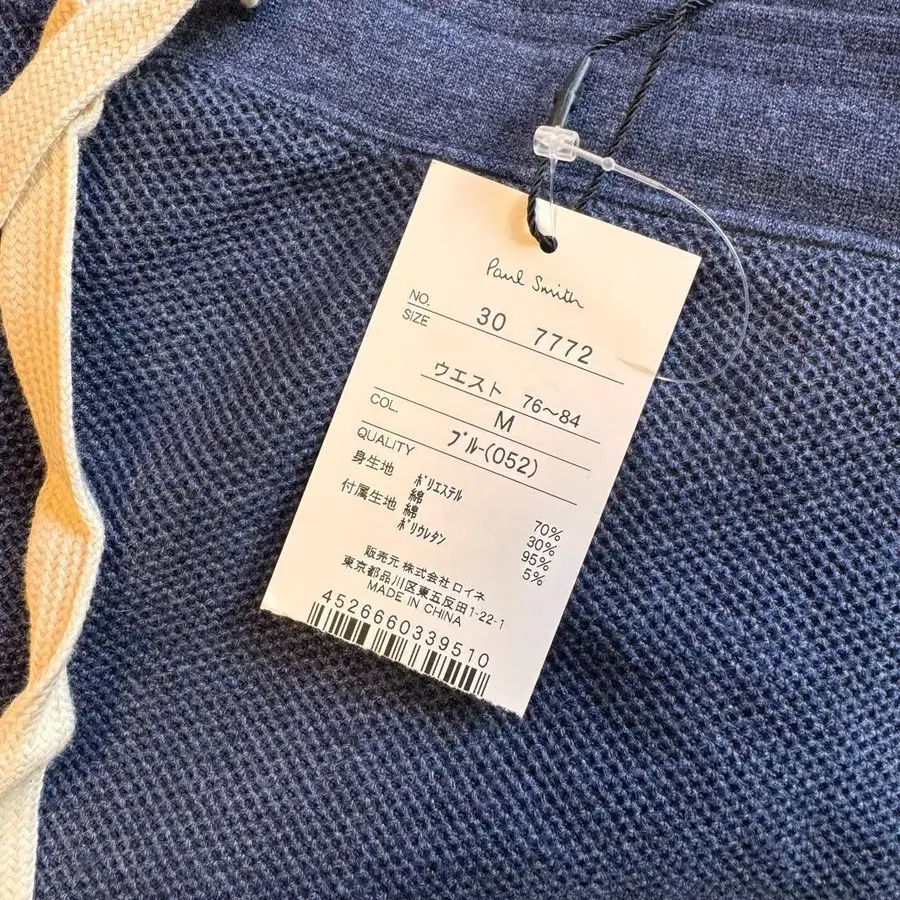 Paul Smith
NO. 30 7772
SIZE
ウエスト 76～84
M
COL. ブルー(052)
QUALITY
身生地 ポリエステル 70%
綿 30%
付属生地 綿 95%
ポリウレタン 5%
販売元 株式会社 ロイネ
東京都品川区東五反田1-22-1
MADE IN CHINA
4526660339510